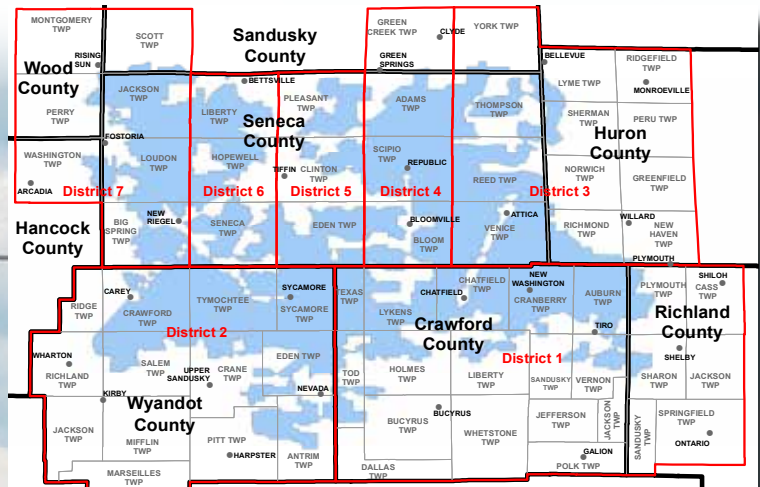 MONTGOMERY
TWP
SCOTT
TWP
Sandusky
County
GREEN
CREEK TWP
CLYDE
YORK TWP
RISING
SUN
Wood
County
BETTSVILLE
GREEN
SPRINGS
BELLEVUE
RIDGEFIELD
TWP
LYME TWP
MONROEVILLE
JACKSON
TWP
PLEASANT
TWP
ADAMS
TWP
THOMPSON
TWP
PERRY
TWP
LIBERTY
TWP
Seneca
County
SHERMAN
TWP
PERU TWP
Huron
County
FOSTORIA
WASHINGTON
TWP
LOUDON
TWP
HOPEWELL
TWP
TIFFIN
CLINTON
TWP
SCIPIO
TWP
REPUBLIC
REED TWP
NORWICH
TWP
GREENFIELD
TWP
ARCADIA
District 7
District 6
District 5
District 4
District 3
Hancock
County
BIG
SPRING
TWP
NEW
RIEGEL
SENECA
TWP
EDEN TWP
BLOOMVILLE
BLOOM
TWP
ATTICA
VENICE
TWP
RICHMOND
TWP
WILLARD
NEW
HAVEN
TWP
PLYMOUTH
CAREY
SYCAMORE
TEXAS
TWP
CHATFIELD
TWP
CHATFIELD
NEW
WASHINGTON
CRANBERRY
TWP
AUBURN
TWP
PLYMOUTH
TWP
SHILOH
CASS
TWP
RIDGE
TWP
CRAWFORD
TWP
TYMOCHTEE
TWP
SYCAMORE
TWP
LYKENS
TWP
Crawford
County
TIRO
Richland
County
District 2
District 1
WHARTON
RICHLAND
TWP
SALEM
TWP
UPPER
SANDUSKY
CRANE
TWP
EDEN TWP
TOD
TWP
HOLMES
TWP
LIBERTY
TWP
SANDUSKY
TWP
VERNON
TWP
SHELBY
SHARON
TWP
JACKSON
TWP
KIRBY
Wyandot
County
NEVADA
BUCYRUS
BUCYRUS
TWP
WHETSTONE
TWP
JEFFERSON
TWP
JACKSON
TWP
SANDUSKY
TWP
SPRINGFIELD
TWP
ONTARIO
JACKSON
TWP
MIFFLIN
TWP
PITT TWP
HARPSTER
ANTRIM
TWP
GALION
POLK TWP
DALLAS
TWP
MARSEILLES
TWP